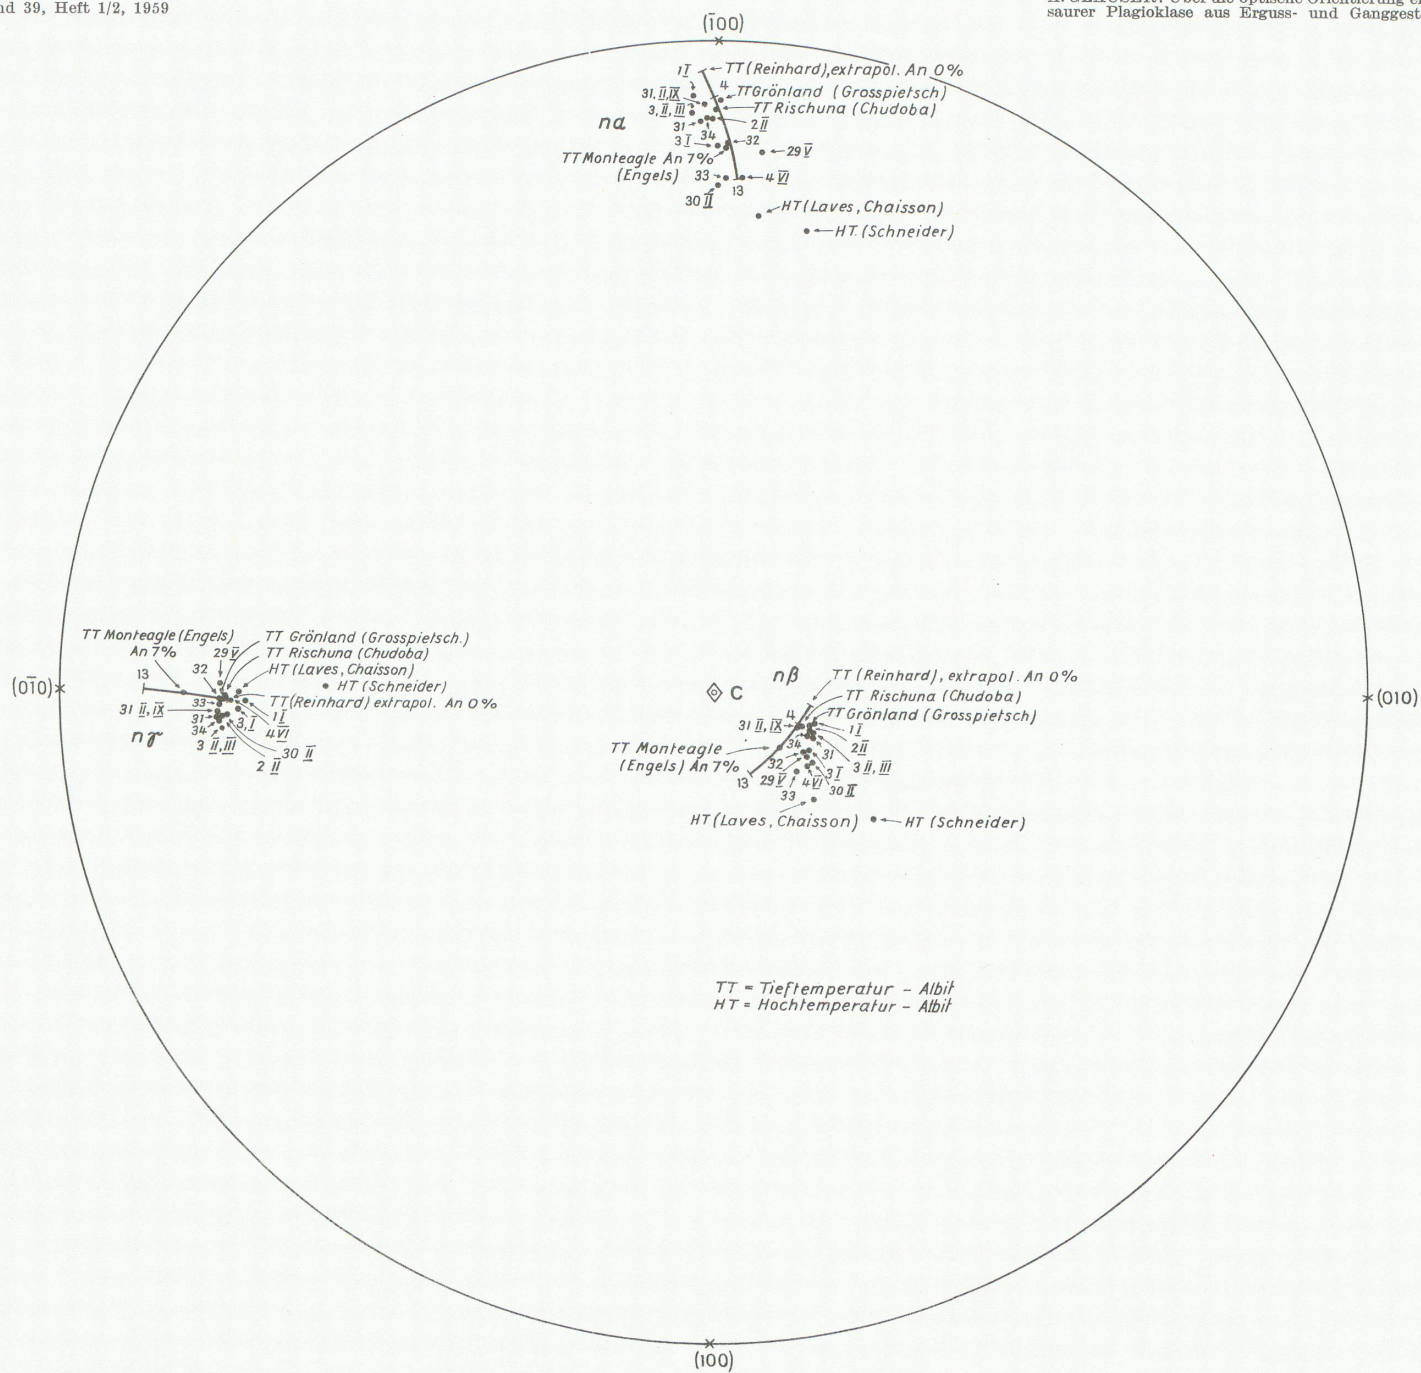 39, Heft 1/2, 1959
saurer Plagioklase aus Erguss- und Ganggest
(1̄00)
1 I
TT (Reinhard), extrapol. An 0%
4
31, II, IX
TT Grönland (Grosspietsch)
3, II, III
TT Rischuna (Chudoba)
nα
31
34
2 II
3 I
32
29 V
TT Monteagle An 7%
(Engels)
33
4 VI
13
30 II
HT (Laves, Chaisson)
HT. (Schneider)
TT Monteagle (Engels)
An 7%
TT Grönland (Grosspietsch.)
29 V
TT Rischuna (Chudoba)
32
HT (Laves, Chaisson)
13
(01̄0)
HT (Schneider)
33
TT (Reinhard) extrapol. An 0%
31 II, IX
31
3, I
1 I
nγ
34
4 VI
3 II, III
30 II
2 II
C
nβ
TT (Reinhard), extrapol. An 0%
TT Rischuna (Chudoba)
(010)
4
TT Grönland (Grosspietsch)
31 II, IX
1 I
34
2 II
TT Monteagle
(Engels) An 7%
31
32
3 II, III
3 I
13
29 V
4 VI
30 II
33
HT (Laves, Chaisson)
HT (Schneider)
TT = Tieftemperatur - Albit
HT = Hochtemperatur - Albit
(100)